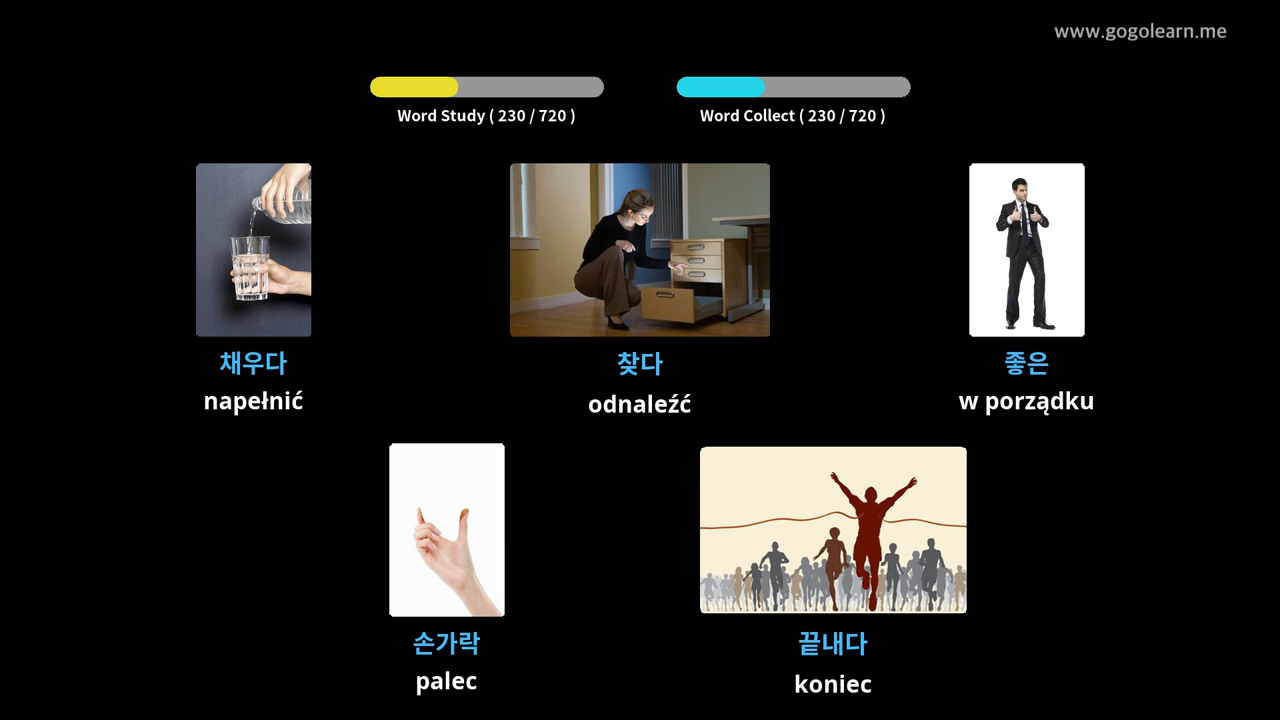 www.gogolearn.me
Word Study ( 230 / 720 )
Word Collect ( 230 / 720 )
채우다
napełnić
찾다
odnaleźć
좋은
w porządku
손가락
palec
끝내다
koniec